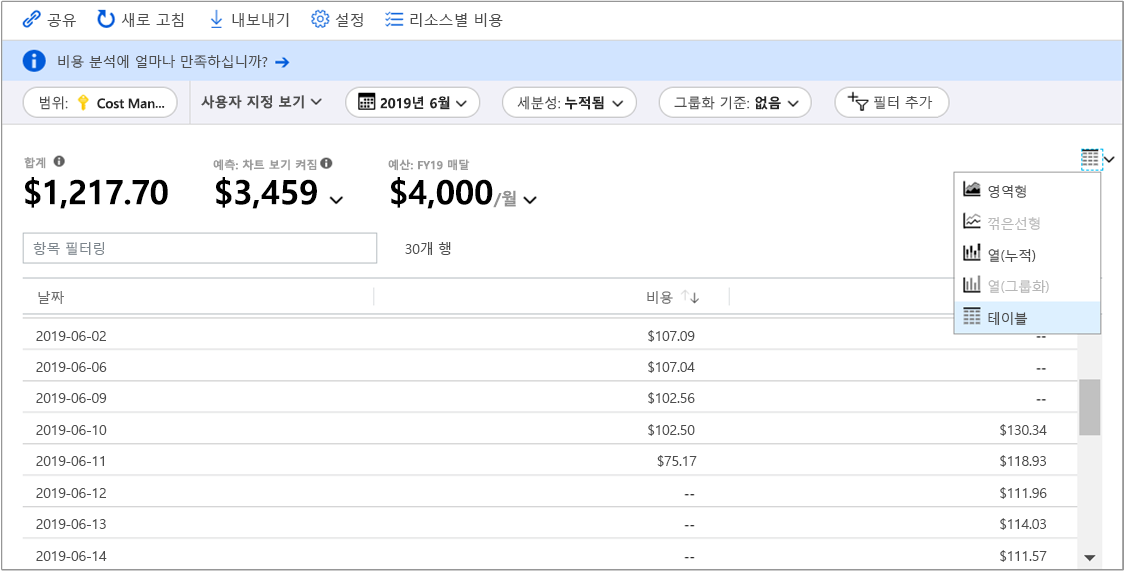 공유 새로 고침 내보내기 설정 리소스별 비용
비용 분석에 얼마나 만족하십니까? →
범위: Cost Man... 사용자 지정 보기 2019년 6월 세분성: 누적됨 그룹화 기준: 없음 필터 추가
합계 예측: 차트 보기 켜짐 예산: FY19 매달
$1,217.70 $3,459 $4,000/월
영역형
꺾은선형
열(누적)
열(그룹화)
테이블
항목 필터링 30개 행
날짜 비용 ↑↓
2019-06-02 $107.09 --
2019-06-06 $107.04 --
2019-06-09 $102.56 --
2019-06-10 $102.50 $130.34
2019-06-11 $75.17 $118.93
2019-06-12 -- $111.96
2019-06-13 -- $114.03
2019-06-14 -- $111.57